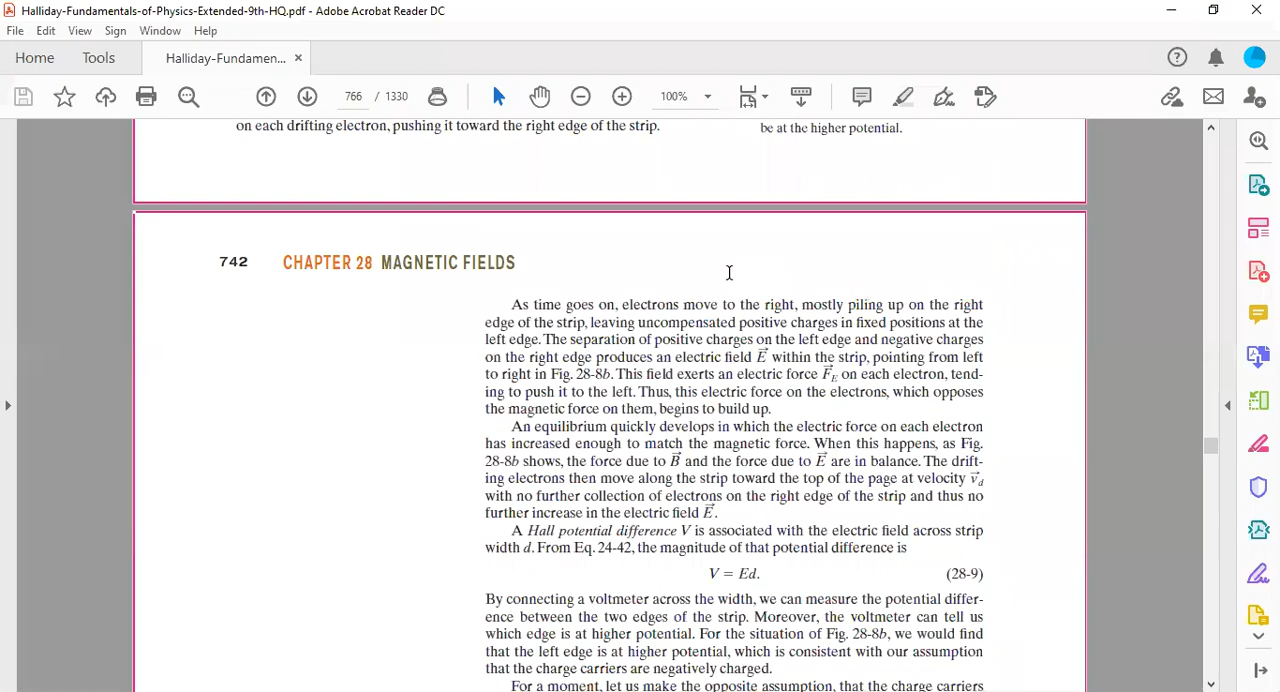 Halliday-Fundamentals-of-Physics-Extended-9th-HQ.pdf - Adobe Acrobat Reader DC
File Edit View Sign Window Help
Home Tools Halliday-Fundamen... ×
766 / 1330 100%
on each drifting electron, pushing it toward the right edge of the strip.
be at the higher potential.
742 CHAPTER 28 MAGNETIC FIELDS
As time goes on, electrons move to the right, mostly piling up on the right
edge of the strip, leaving uncompensated positive charges in fixed positions at the
left edge. The separation of positive charges on the left edge and negative charges
on the right edge produces an electric field E⃗ within the strip, pointing from left
to right in Fig. 28-8b. This field exerts an electric force F⃗_E on each electron, tend-
ing to push it to the left. Thus, this electric force on the electrons, which opposes
the magnetic force on them, begins to build up.
An equilibrium quickly develops in which the electric force on each electron
has increased enough to match the magnetic force. When this happens, as Fig.
28-8b shows, the force due to B⃗ and the force due to E⃗ are in balance. The drift-
ing electrons then move along the strip toward the top of the page at velocity v⃗_d
with no further collection of electrons on the right edge of the strip and thus no
further increase in the electric field E⃗.
A Hall potential difference V is associated with the electric field across strip
width d. From Eq. 24-42, the magnitude of that potential difference is
V = Ed. (28-9)
By connecting a voltmeter across the width, we can measure the potential differ-
ence between the two edges of the strip. Moreover, the voltmeter can tell us
which edge is at higher potential. For the situation of Fig. 28-8b, we would find
that the left edge is at higher potential, which is consistent with our assumption
that the charge carriers are negatively charged.
For a moment, let us make the opposite assumption, that the charge carriers